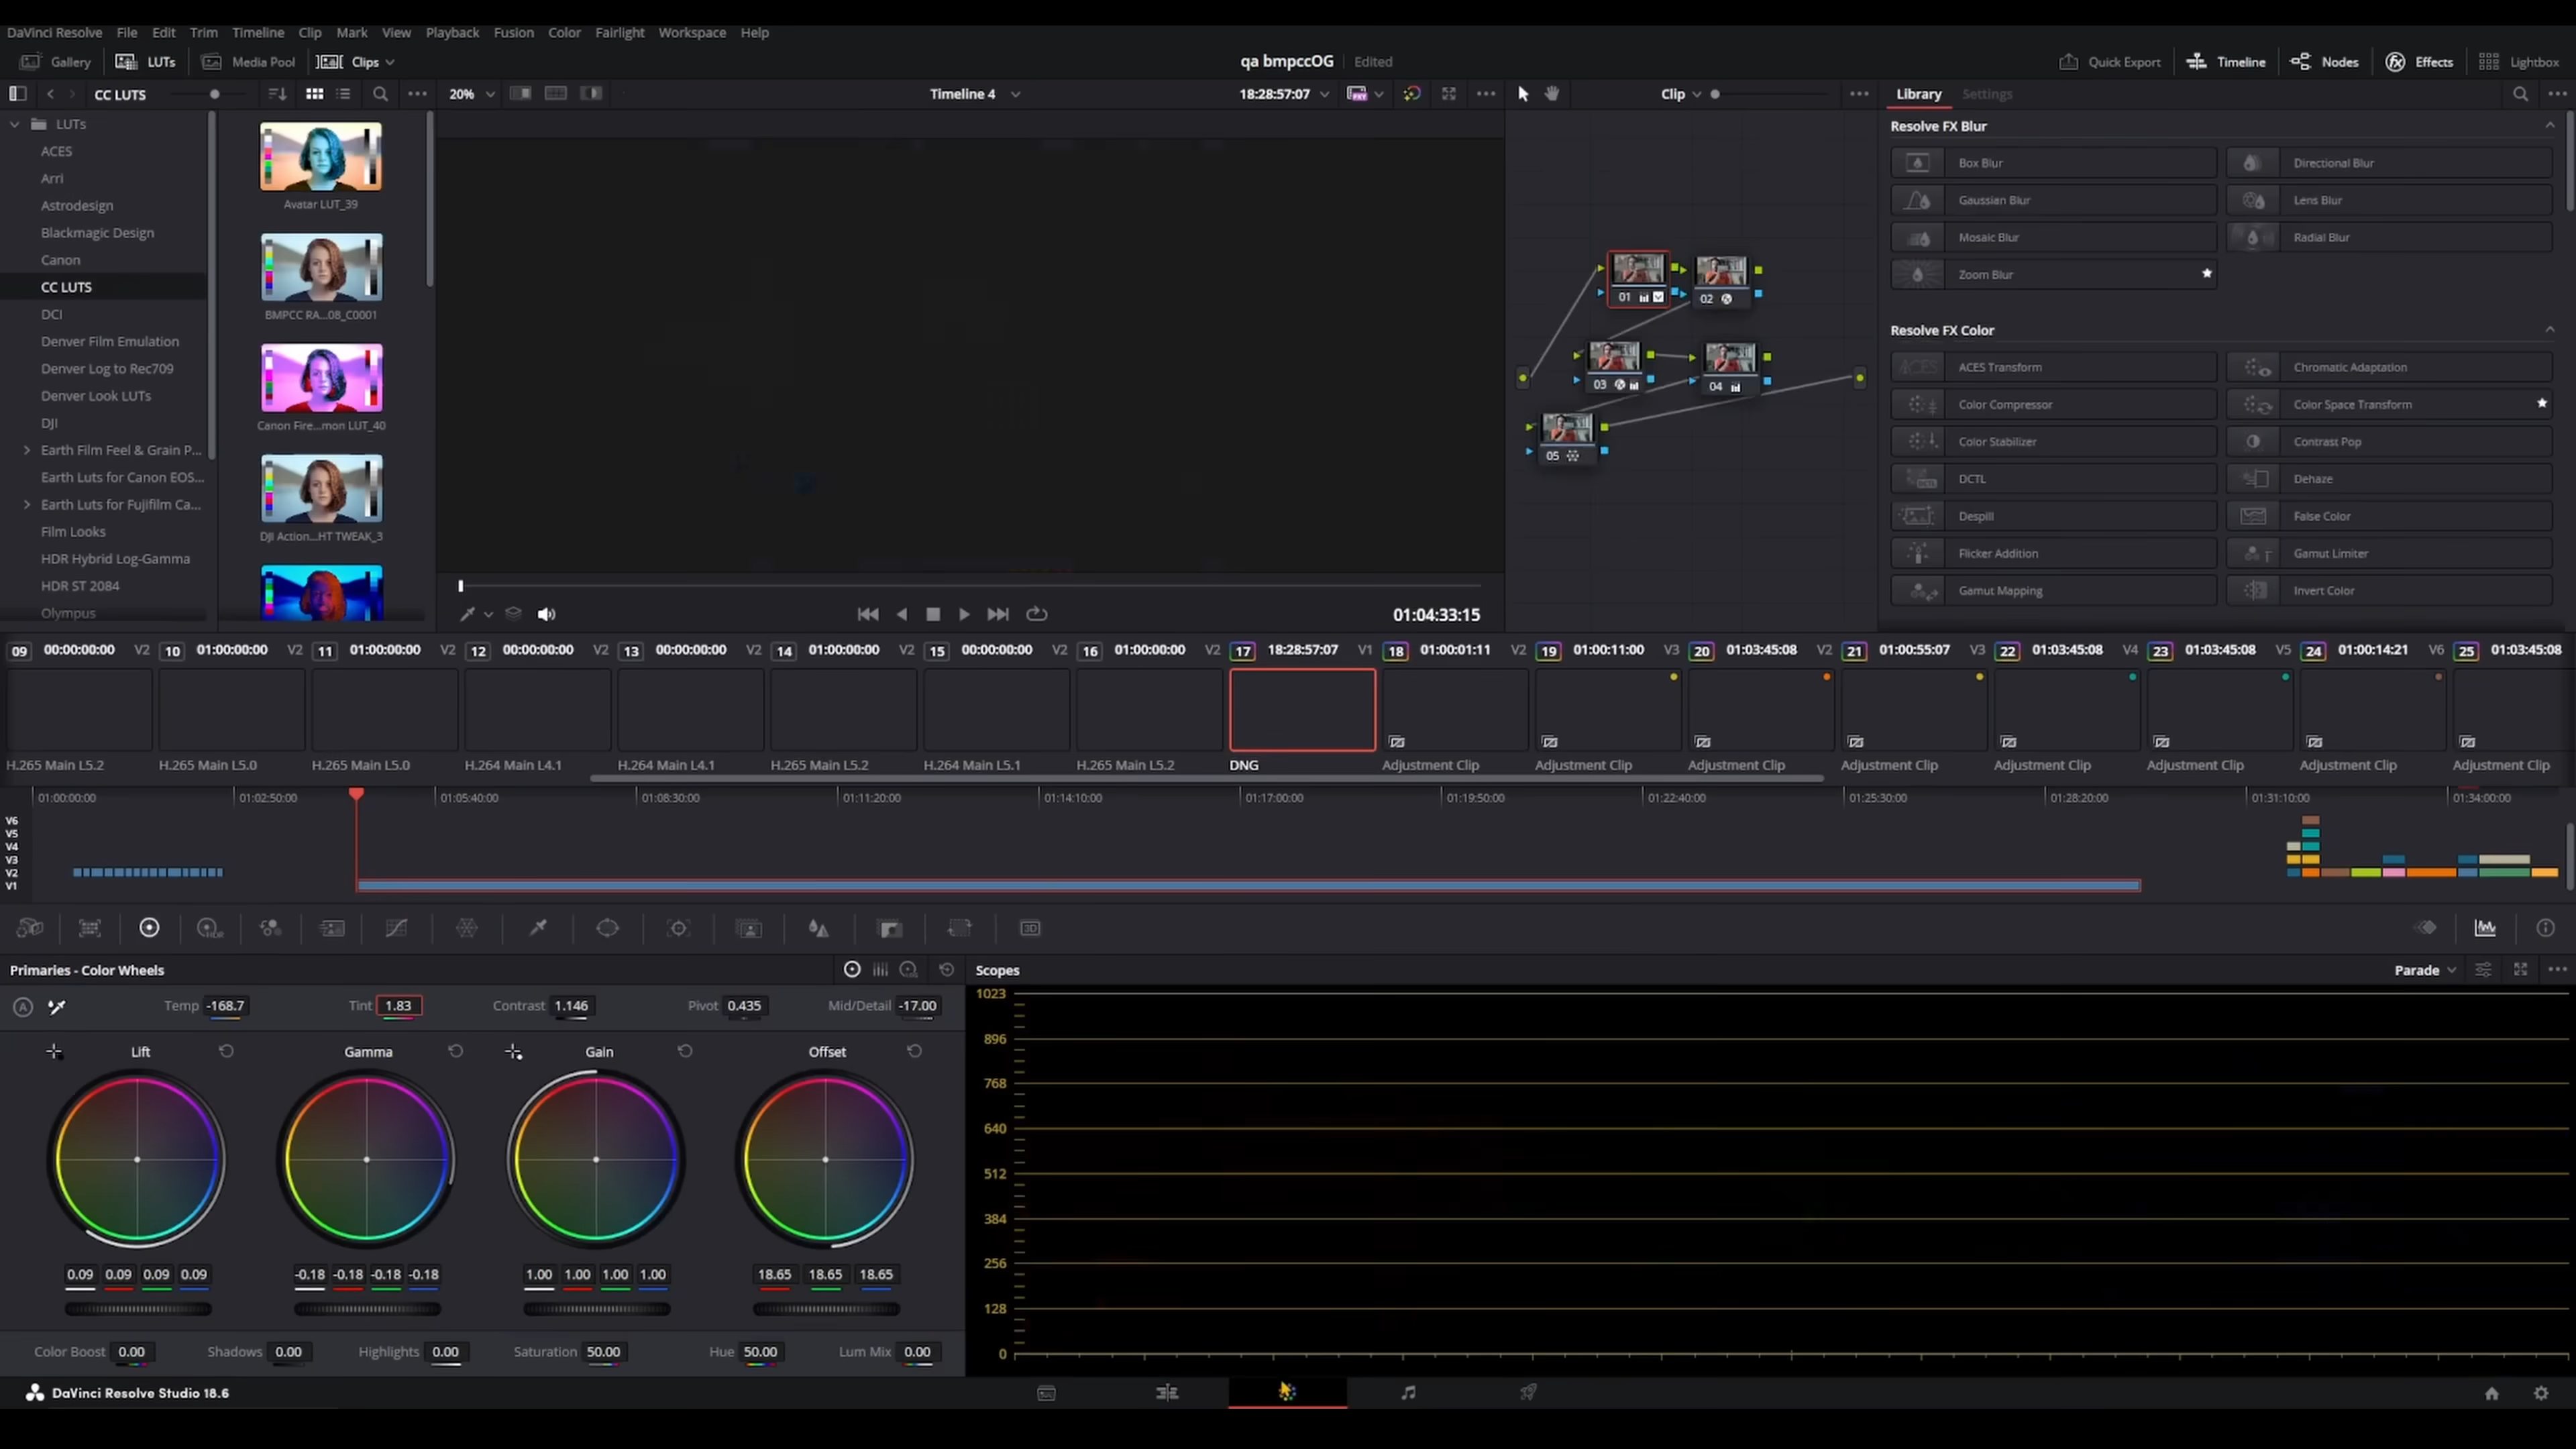 DaVinci Resolve File Edit Trim Timeline Clip Mark View Playback Fusion Color Fairlight Workspace Help
Gallery LUTs Media Pool Clips qa bmpccOG Edited Quick Export Timeline Nodes Effects Lightbox
CC LUTS 20% Timeline 4 18:28:57:07 Clip Library Settings
LUTs
ACES
Arri
Astrodesign
Blackmagic Design
Canon
CC LUTS
DCI
Denver Film Emulation
Denver Log to Rec709
Denver Look LUTs
DJI
Earth Film Feel & Grain P...
Earth Luts for Canon EOS...
Earth Luts for Fujifilm Ca...
Film Looks
HDR Hybrid Log-Gamma
HDR ST 2084
Olympus
Avatar LUT_39
BMPCC RA...08_C0001
Canon Fire...mon LUT_40
DJI Action...HT TWEAK_3
01:04:33:15
01
02
03
04
05
Resolve FX Blur
Box Blur Directional Blur
Gaussian Blur Lens Blur
Mosaic Blur Radial Blur
Zoom Blur
Resolve FX Color
ACES Transform Chromatic Adaptation
Color Compressor Color Space Transform
Color Stabilizer Contrast Pop
DCTL Dehaze
Despill False Color
Flicker Addition Gamut Limiter
Gamut Mapping Invert Color
09 00:00:00:00 V2 10 01:00:00:00 V2 11 01:00:00:00 V2 12 00:00:00:00 V2 13 00:00:00:00 V2 14 01:00:00:00 V2 15 00:00:00:00 V2 16 01:00:00:00 V2 17 18:28:57:07 V1 18 01:00:01:11 V2 19 01:00:11:00 V3 20 01:03:45:08 V2 21 01:00:55:07 V3 22 01:03:45:08 V4 23 01:03:45:08 V5 24 01:00:14:21 V6 25 01:03:45:08
H.265 Main L5.2 H.265 Main L5.0 H.265 Main L5.0 H.264 Main L4.1 H.264 Main L4.1 H.265 Main L5.2 H.264 Main L5.1 H.265 Main L5.2 DNG Adjustment Clip Adjustment Clip Adjustment Clip Adjustment Clip Adjustment Clip Adjustment Clip Adjustment Clip Adjustment Clip
01:00:00:00 01:02:50:00 01:05:40:00 01:08:30:00 01:11:20:00 01:14:10:00 01:17:00:00 01:19:50:00 01:22:40:00 01:25:30:00 01:28:20:00 01:31:10:00 01:34:00:00
V6
V5
V4
V3
V2
V1
HDR 3D
Primaries - Color Wheels
A Temp -168.7 Tint 1.83 Contrast 1.146 Pivot 0.435 Mid/Detail -17.00
Lift Gamma Gain Offset
0.09 0.09 0.09 0.09 -0.18 -0.18 -0.18 -0.18 1.00 1.00 1.00 1.00 18.65 18.65 18.65
Color Boost 0.00 Shadows 0.00 Highlights 0.00 Saturation 50.00 Hue 50.00 Lum Mix 0.00
Scopes Parade
1023
896
768
640
512
384
256
128
0
DaVinci Resolve Studio 18.6